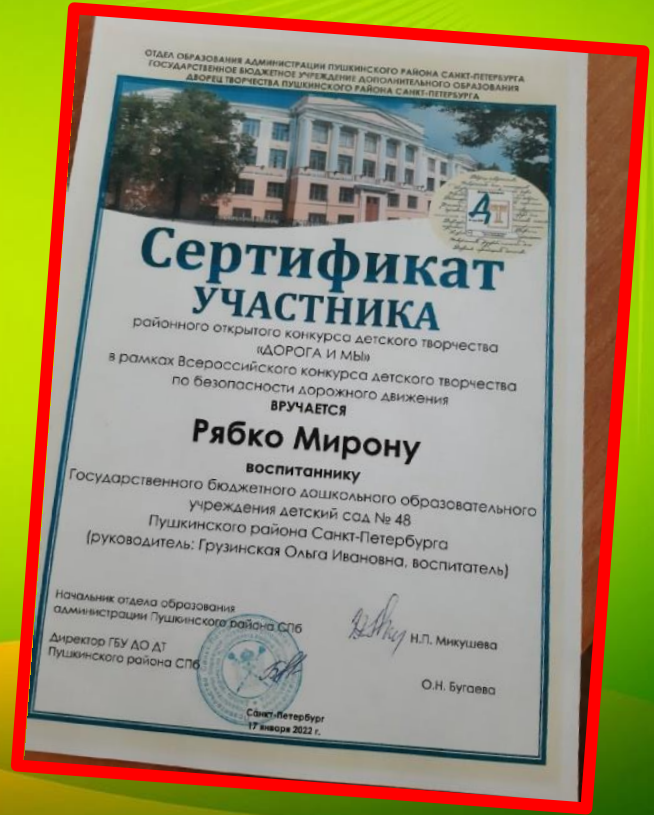 ОТДЕЛ ОБРАЗОВАНИЯ АДМИНИСТРАЦИИ ПУШКИНСКОГО РАЙОНА САНКТ-ПЕТЕРБУРГА
ГОСУДАРСТВЕННОЕ БЮДЖЕТНОЕ УЧРЕЖДЕНИЕ ДОПОЛНИТЕЛЬНОГО ОБРАЗОВАНИЯ
ДВОРЕЦ ТВОРЧЕСТВА ПУШКИНСКОГО РАЙОНА САНКТ-ПЕТЕРБУРГА
ДТ
Сертификат
УЧАСТНИКА
районного открытого конкурса детского творчества
«ДОРОГА И МЫ»
в рамках Всероссийского конкурса детского творчества
по безопасности дорожного движения
ВРУЧАЕТСЯ
Рябко Мирону
воспитаннику
Государственного бюджетного дошкольного образовательного
учреждения детский сад № 48
Пушкинского района Санкт-Петербурга
(руководитель: Грузинская Ольга Ивановна, воспитатель)
Начальник отдела образования
администрации Пушкинского района СПб
Н.П. Микушева
Директор ГБУ ДО ДТ
Пушкинского района СПб
О.Н. Бугаева
Санкт-Петербург
17 января 2022 г.